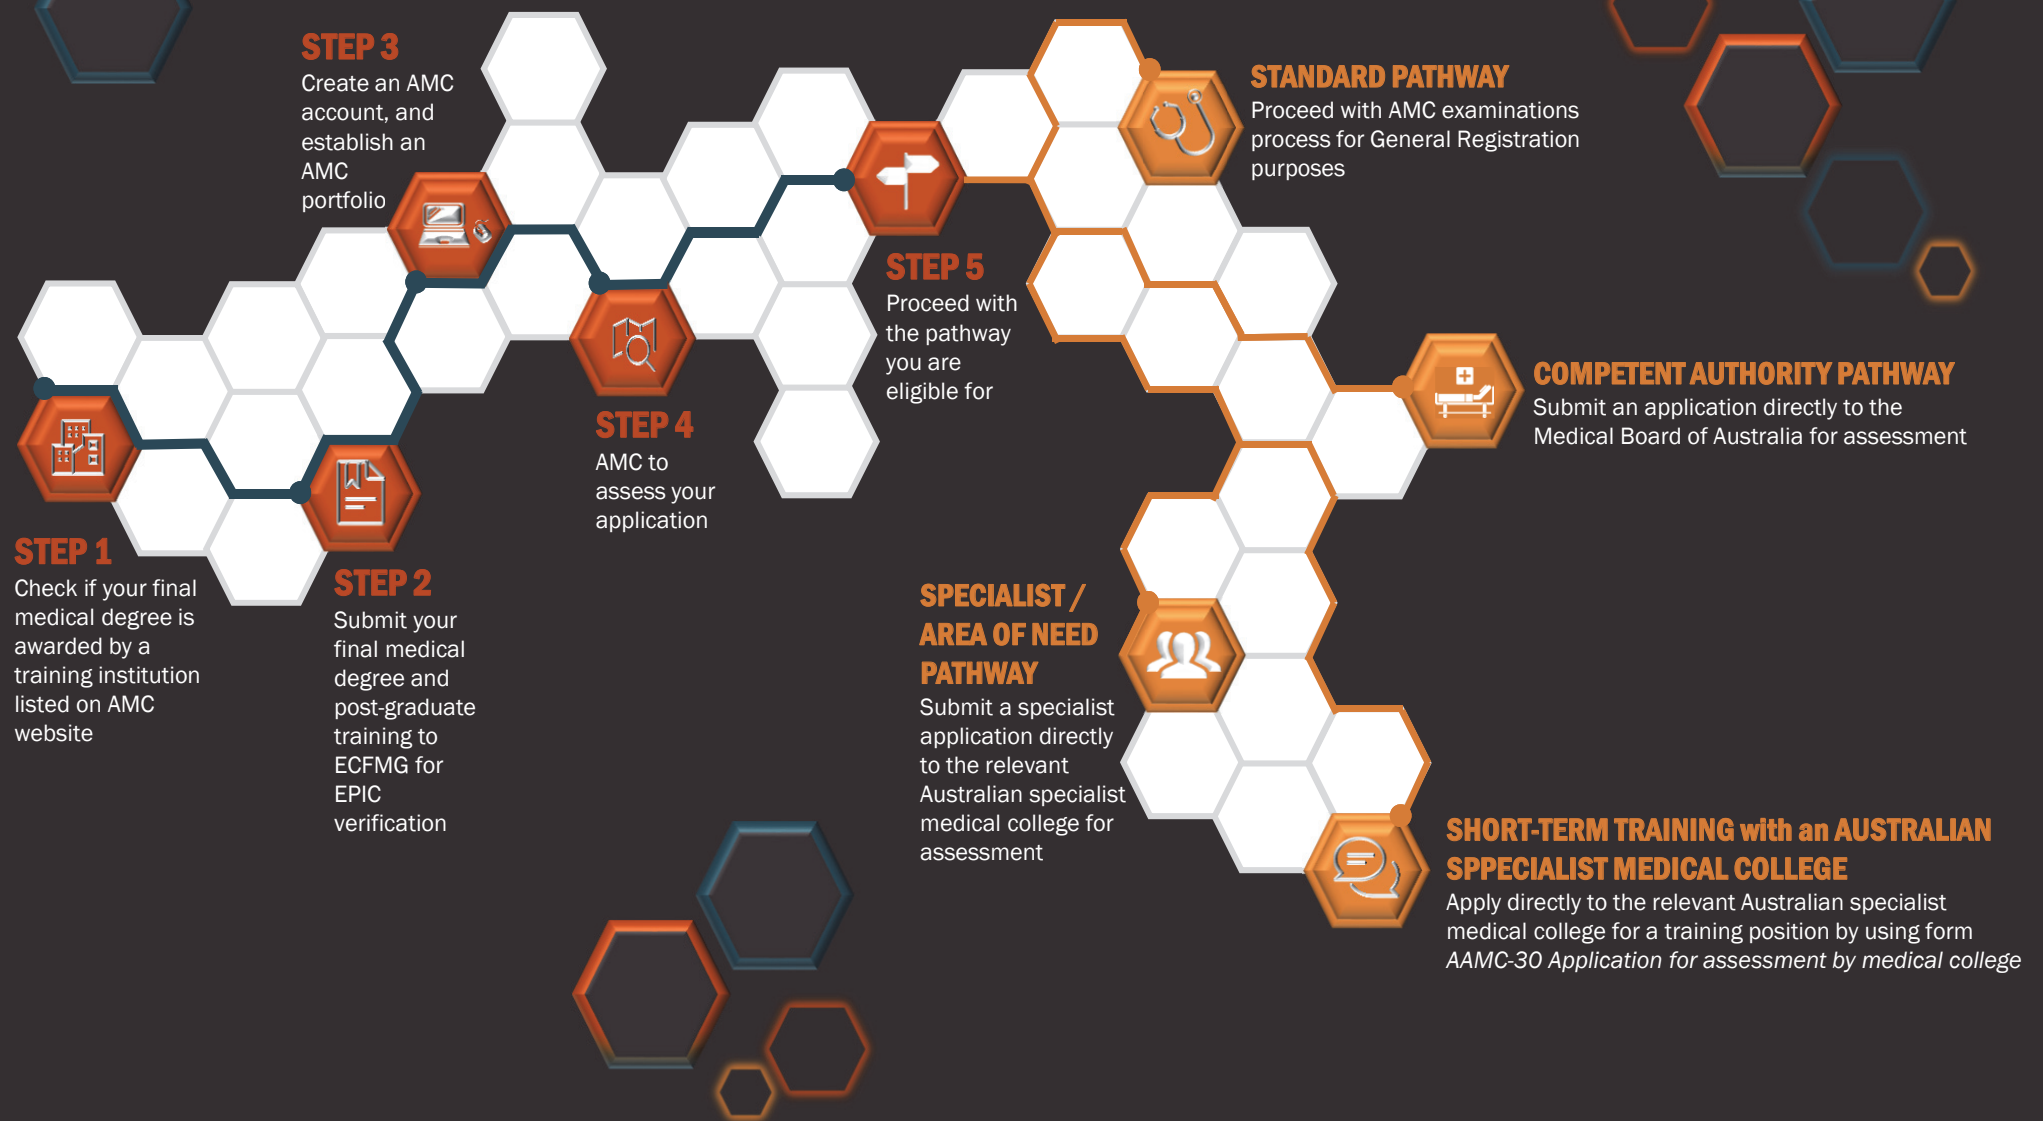 STEP 1
Check if your final
medical degree is
awarded by a
training institution
listed on AMC
website
STEP 2
Submit your
final medical
degree and
post-graduate
training to
ECFMG for
EPIC
verification
STEP 3
Create an AMC
account, and
establish an
AMC
portfolio
STEP 4
AMC to
assess your
application
STEP 5
Proceed with
the pathway
you are
eligible for
STANDARD PATHWAY
Proceed with AMC examinations
process for General Registration
purposes
COMPETENT AUTHORITY PATHWAY
Submit an application directly to the
Medical Board of Australia for assessment
SPECIALIST /
AREA OF NEED
PATHWAY
Submit a specialist
application directly
to the relevant
Australian specialist
medical college for
assessment
SHORT-TERM TRAINING with an AUSTRALIAN
SPPECIALIST MEDICAL COLLEGE
Apply directly to the relevant Australian specialist
medical college for a training position by using form
AAMC-30 Application for assessment by medical college